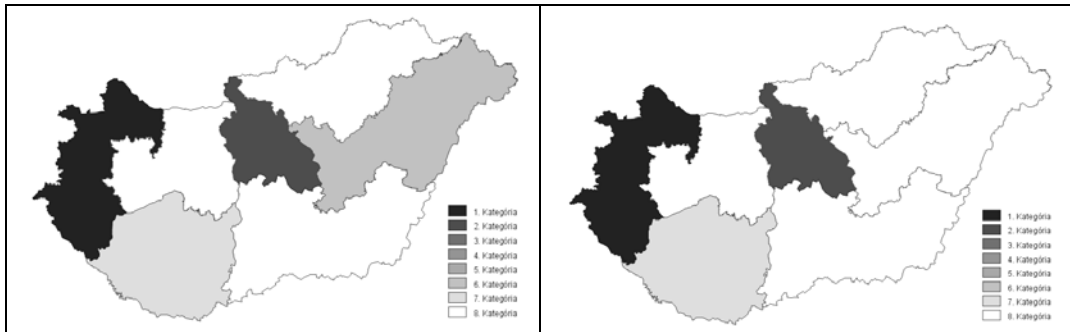 1. Kategória
2. Kategória
3. Kategória
4. Kategória
5. Kategória
6. Kategória
7. Kategória
8. Kategória
1. Kategória
2. Kategória
3. Kategória
4. Kategória
5. Kategória
6. Kategória
7. Kategória
8. Kategória